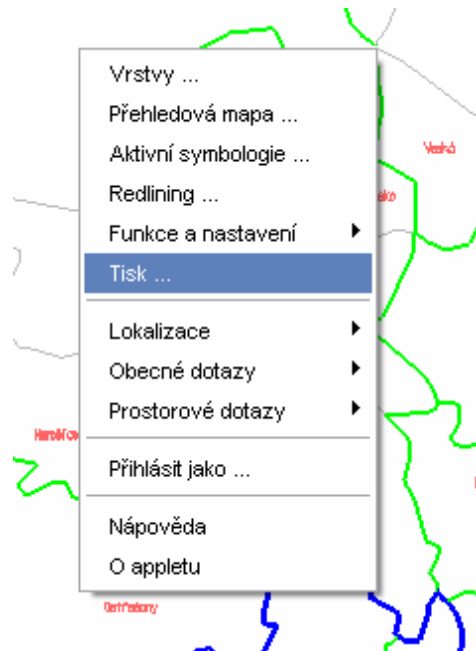 Vrstvy ...
Přehledová mapa ...
Aktivní symbologie ...
Redlining ...
Funkce a nastavení
Tisk ...
Lokalizace
Obecné dotazy
Prostorové dotazy
Přihlásit jako ...
Nápověda
O appletu